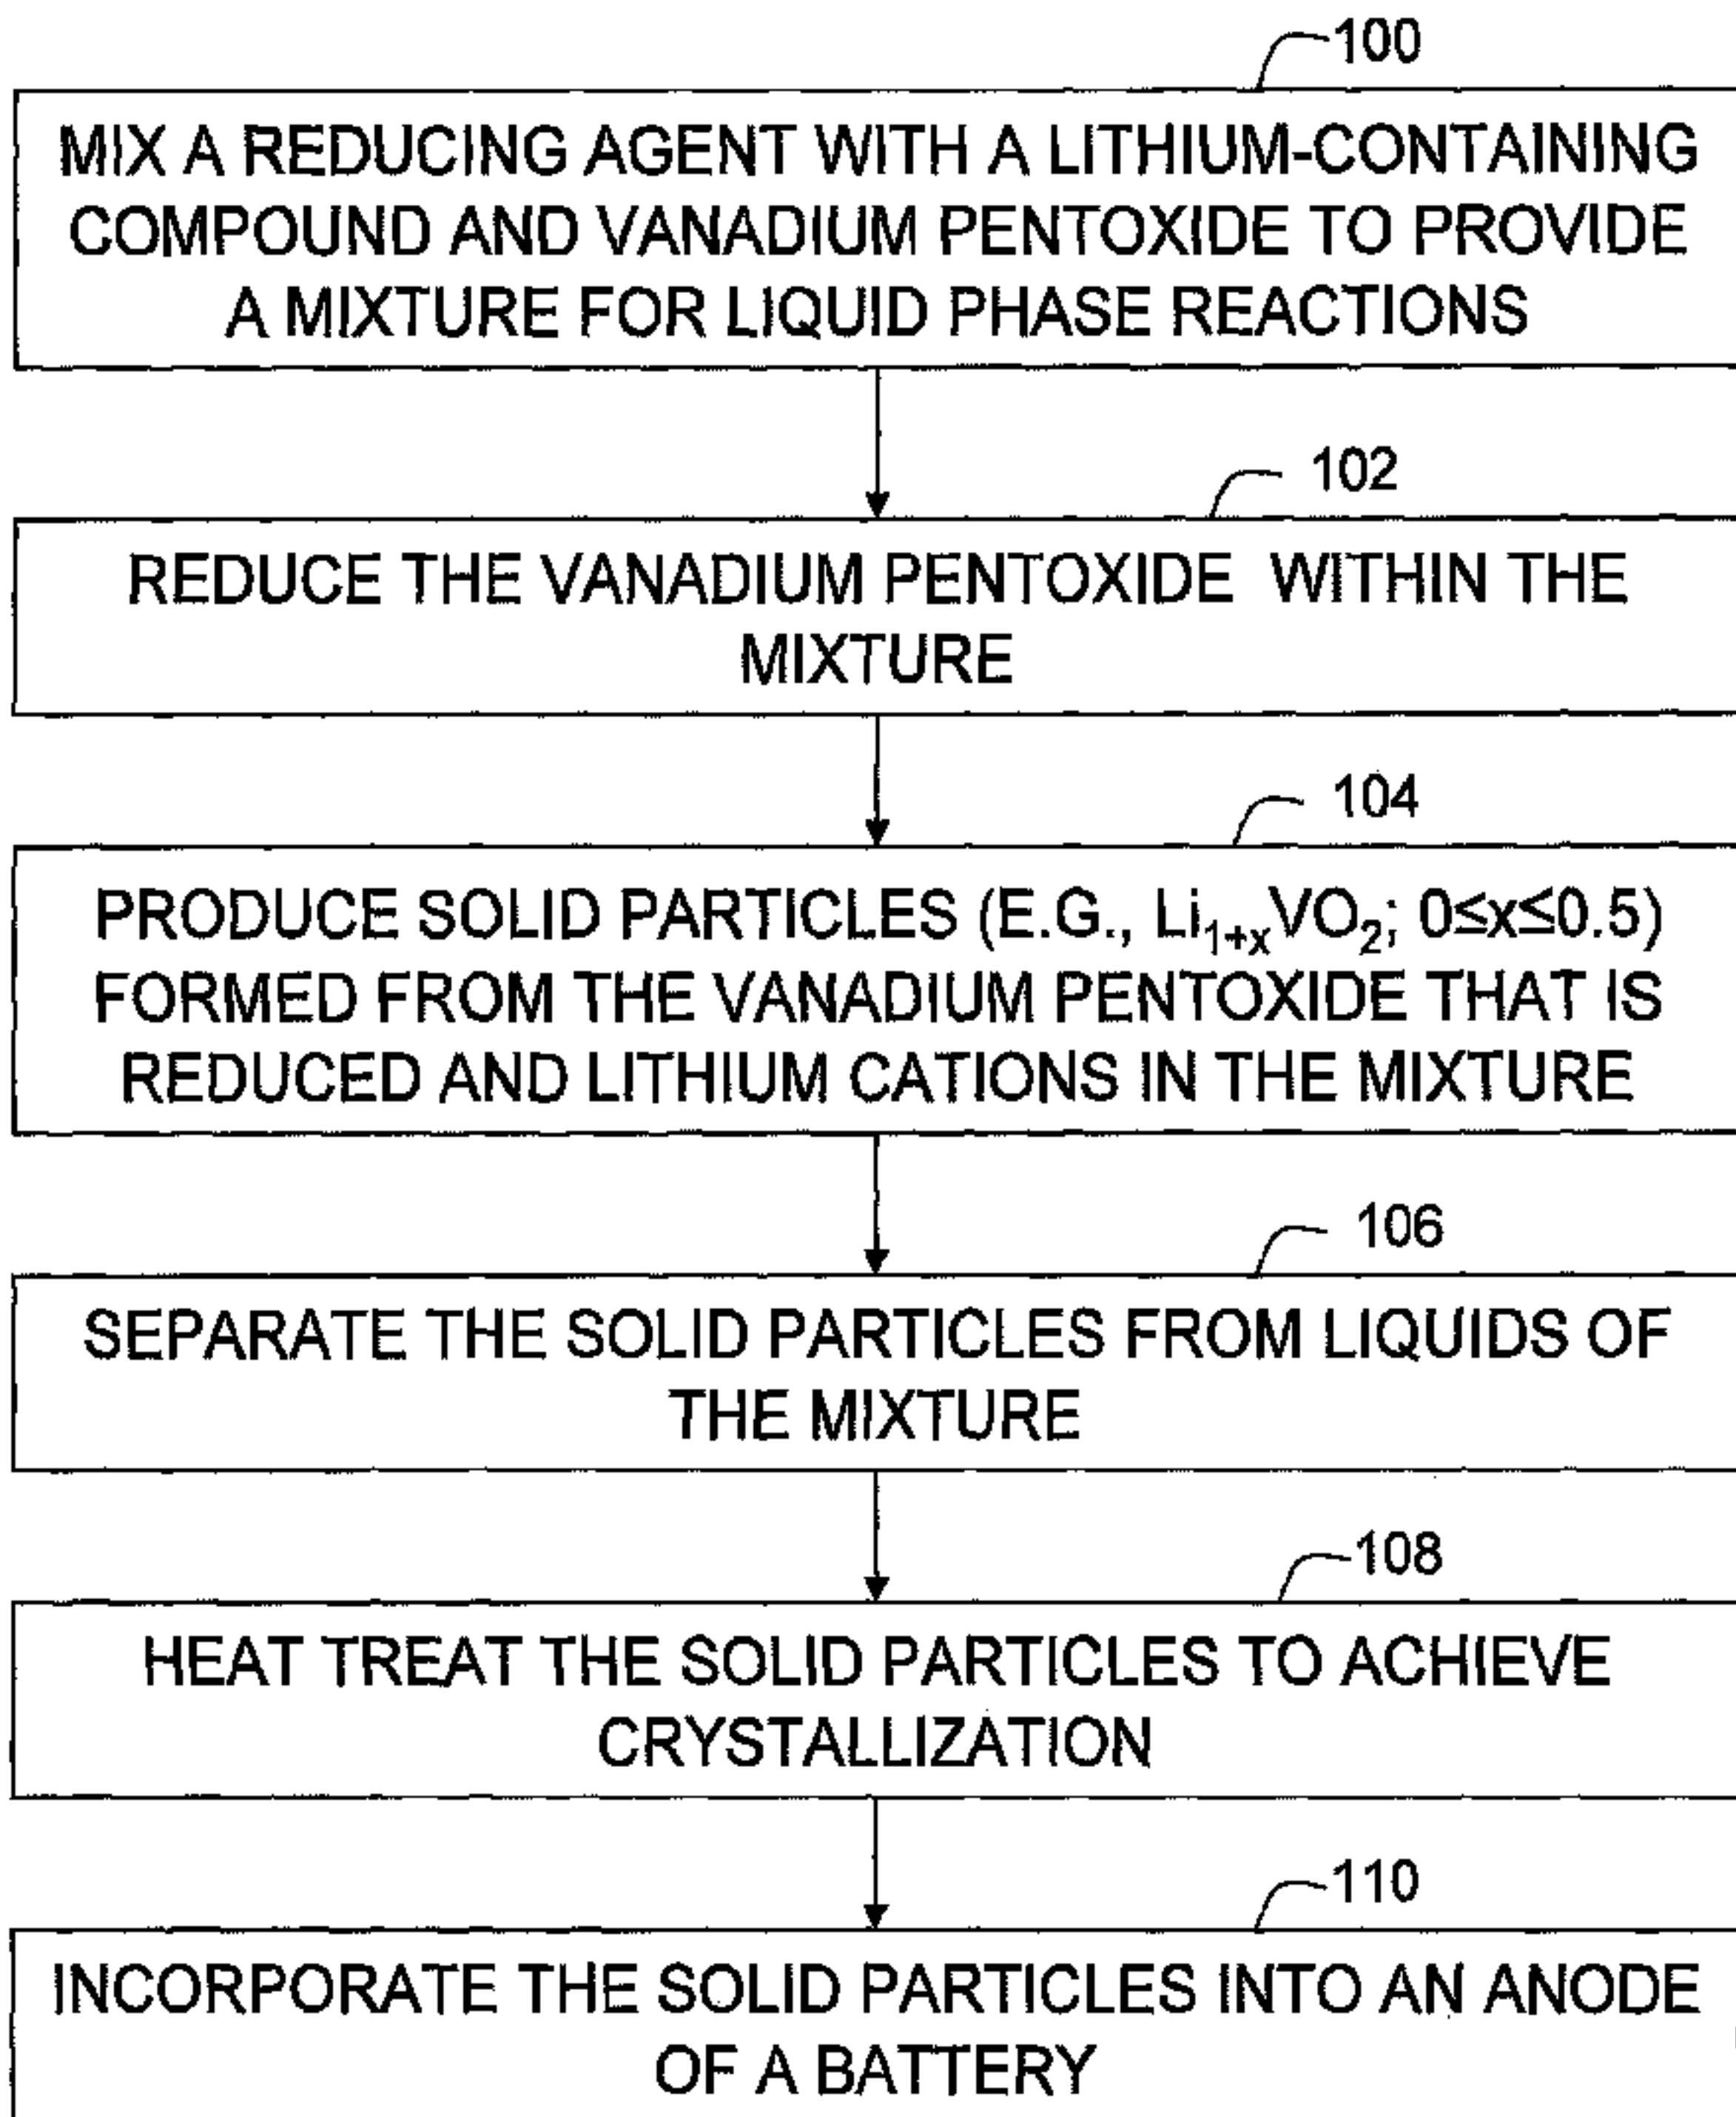 100
MIX A REDUCING AGENT WITH A LITHIUM-CONTAINING
COMPOUND AND VANADIUM PENTOXIDE TO PROVIDE
A MIXTURE FOR LIQUID PHASE REACTIONS
102
REDUCE THE VANADIUM PENTOXIDE WITHIN THE
MIXTURE
104
PRODUCE SOLID PARTICLES (E.G., Li₁₊ₓVO₂; 0≤x≤0.5)
FORMED FROM THE VANADIUM PENTOXIDE THAT IS
REDUCED AND LITHIUM CATIONS IN THE MIXTURE
106
SEPARATE THE SOLID PARTICLES FROM LIQUIDS OF
THE MIXTURE
108
HEAT TREAT THE SOLID PARTICLES TO ACHIEVE
CRYSTALLIZATION
110
INCORPORATE THE SOLID PARTICLES INTO AN ANODE
OF A BATTERY